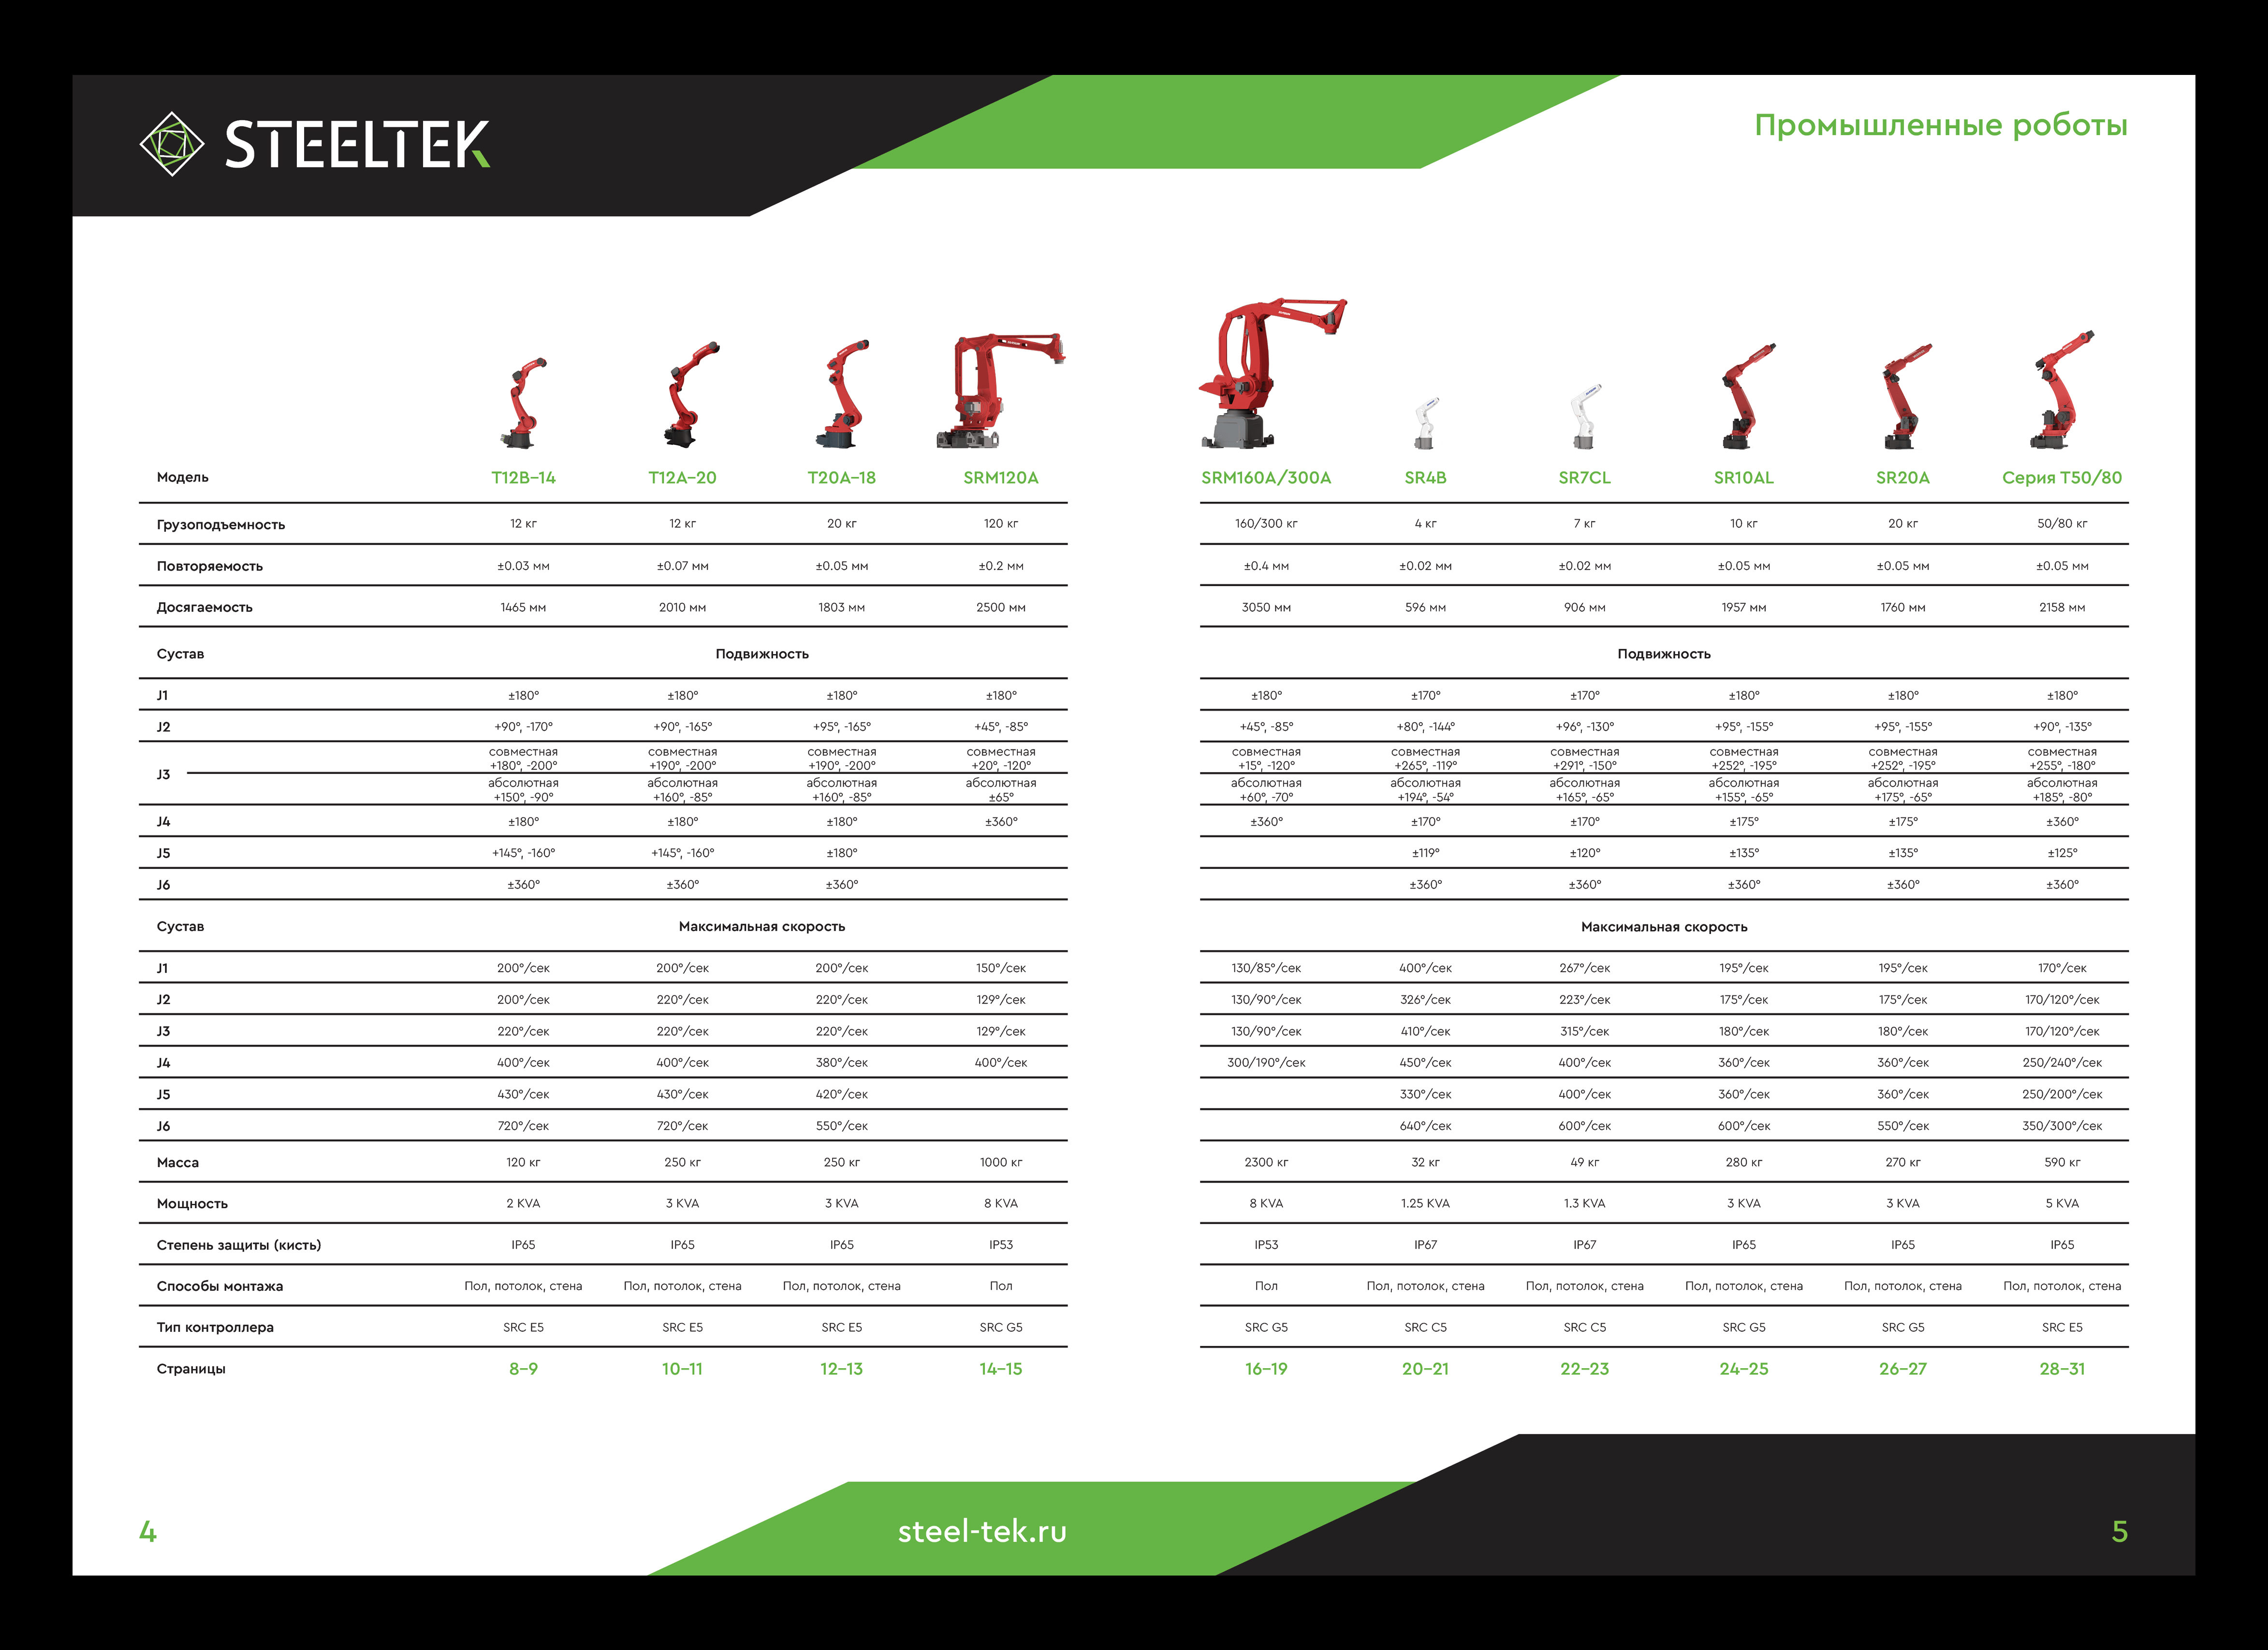 STEELTEK
Промышленные роботы
Модель T12B–14 T12A–20 T20A–18 SRM120A SRM160A/300A SR4B SR7CL SR10AL SR20A Серия T50/80
Грузоподъемность 12 кг 12 кг 20 кг 120 кг 160/300 кг 4 кг 7 кг 10 кг 20 кг 50/80 кг
Повторяемость ±0.03 мм ±0.07 мм ±0.05 мм ±0.2 мм ±0.4 мм ±0.02 мм ±0.02 мм ±0.05 мм ±0.05 мм ±0.05 мм
Досягаемость 1465 мм 2010 мм 1803 мм 2500 мм 3050 мм 596 мм 906 мм 1957 мм 1760 мм 2158 мм
Сустав Подвижность Подвижность
J1 ±180° ±180° ±180° ±180° ±180° ±170° ±170° ±180° ±180° ±180°
J2 +90°, -170° +90°, -165° +95°, -165° +45°, -85° +45°, -85° +80°, -144° +96°, -130° +95°, -155° +95°, -155° +90°, -135°
совместная совместная совместная совместная совместная совместная совместная совместная совместная совместная
+180°, -200° +190°, -200° +190°, -200° +20°, -120° +15°, -120° +265°, -119° +291°, -150° +252°, -195° +252°, -195° +255°, -180°
J3
абсолютная абсолютная абсолютная абсолютная абсолютная абсолютная абсолютная абсолютная абсолютная абсолютная
+150°, -90° +160°, -85° +160°, -85° ±65° +60°, -70° +194°, -54° +165°, -65° +155°, -65° +175°, -65° +185°, -80°
J4 ±180° ±180° ±180° ±360° ±360° ±170° ±170° ±175° ±175° ±360°
J5 +145°, -160° +145°, -160° ±180° ±119° ±120° ±135° ±135° ±125°
J6 ±360° ±360° ±360° ±360° ±360° ±360° ±360° ±360°
Сустав Максимальная скорость Максимальная скорость
J1 200°/сек 200°/сек 200°/сек 150°/сек 130/85°/сек 400°/сек 267°/сек 195°/сек 195°/сек 170°/сек
J2 200°/сек 220°/сек 220°/сек 129°/сек 130/90°/сек 326°/сек 223°/сек 175°/сек 175°/сек 170/120°/сек
J3 220°/сек 220°/сек 220°/сек 129°/сек 130/90°/сек 410°/сек 315°/сек 180°/сек 180°/сек 170/120°/сек
J4 400°/сек 400°/сек 380°/сек 400°/сек 300/190°/сек 450°/сек 400°/сек 360°/сек 360°/сек 250/240°/сек
J5 430°/сек 430°/сек 420°/сек 330°/сек 400°/сек 360°/сек 360°/сек 250/200°/сек
J6 720°/сек 720°/сек 550°/сек 640°/сек 600°/сек 600°/сек 550°/сек 350/300°/сек
Масса 120 кг 250 кг 250 кг 1000 кг 2300 кг 32 кг 49 кг 280 кг 270 кг 590 кг
Мощность 2 KVA 3 KVA 3 KVA 8 KVA 8 KVA 1.25 KVA 1.3 KVA 3 KVA 3 KVA 5 KVA
Степень защиты (кисть) IP65 IP65 IP65 IP53 IP53 IP67 IP67 IP65 IP65 IP65
Способы монтажа Пол, потолок, стена Пол, потолок, стена Пол, потолок, стена Пол Пол Пол, потолок, стена Пол, потолок, стена Пол, потолок, стена Пол, потолок, стена Пол, потолок, стена
Тип контроллера SRC E5 SRC E5 SRC E5 SRC G5 SRC G5 SRC C5 SRC C5 SRC G5 SRC G5 SRC E5
Страницы 8–9 10–11 12–13 14–15 16–19 20–21 22–23 24–25 26–27 28–31
4 steel-tek.ru 5